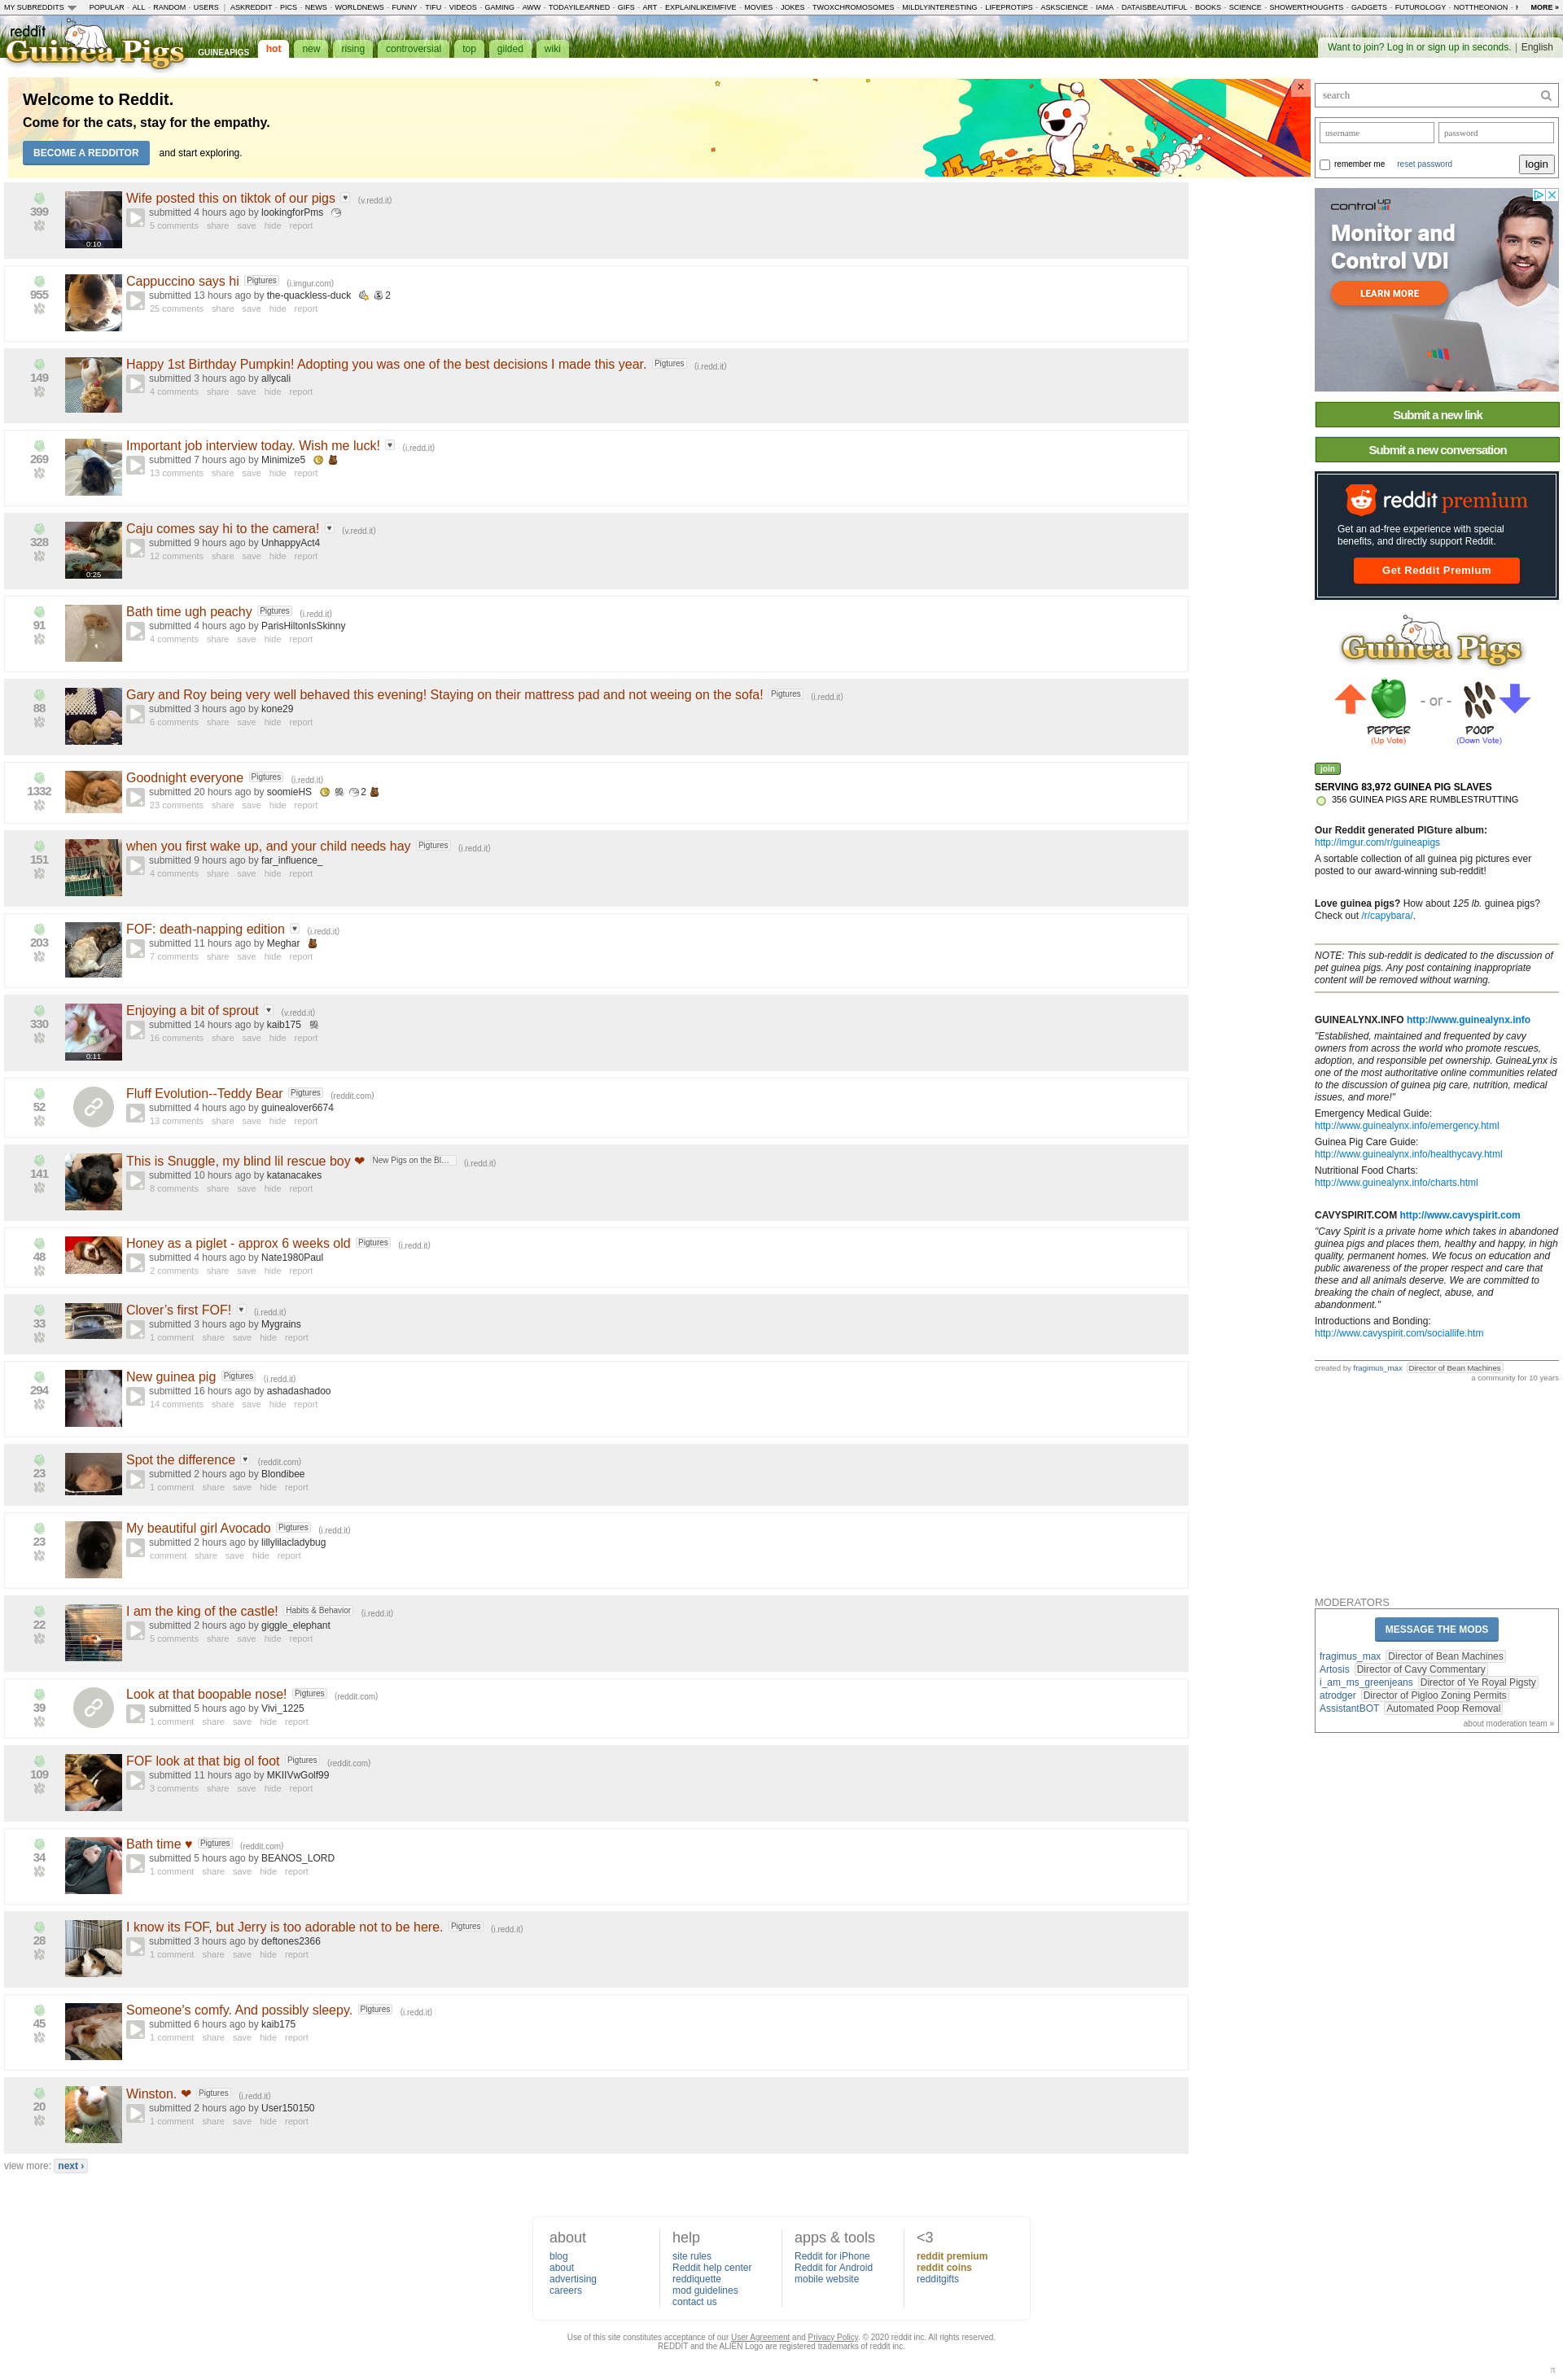 MY SUBREDDITS POPULAR - ALL - RANDOM - USERS | ASKREDDIT - PICS - NEWS - WORLDNEWS - FUNNY - TIFU - VIDEOS - GAMING - AWW - TODAYILEARNED - GIFS - ART - EXPLAINLIKEIMFIVE - MOVIES - JOKES - TWOXCHROMOSOMES - MILDLYINTERESTING - LIFEPROTIPS - ASKSCIENCE - IAMA - DATAISBEAUTIFUL - BOOKS - SCIENCE - SHOWERTHOUGHTS - GADGETS - FUTUROLOGY - NOTTHEONION - MORE »
reddit
Guinea Pigs
GUINEAPIGS hot new rising controversial top gilded wiki
Want to join? Log in or sign up in seconds. | English
Welcome to Reddit.
Come for the cats, stay for the empathy.
BECOME A REDDITOR and start exploring.
×
399
0:10
Wife posted this on tiktok of our pigs ♥ (v.redd.it)
submitted 4 hours ago by lookingforPms
5 comments share save hide report
955
Cappuccino says hi Pigtures (i.imgur.com)
submitted 13 hours ago by the-quackless-duck 2
25 comments share save hide report
149
Happy 1st Birthday Pumpkin! Adopting you was one of the best decisions I made this year. Pigtures (i.redd.it)
submitted 3 hours ago by allycali
4 comments share save hide report
269
Important job interview today. Wish me luck! ♥ (i.redd.it)
submitted 7 hours ago by Minimize5
13 comments share save hide report
328
0:25
Caju comes say hi to the camera! ♥ (v.redd.it)
submitted 9 hours ago by UnhappyAct4
12 comments share save hide report
91
Bath time ugh peachy Pigtures (i.redd.it)
submitted 4 hours ago by ParisHiltonIsSkinny
4 comments share save hide report
88
Gary and Roy being very well behaved this evening! Staying on their mattress pad and not weeing on the sofa! Pigtures (i.redd.it)
submitted 3 hours ago by kone29
6 comments share save hide report
1332
Goodnight everyone Pigtures (i.redd.it)
submitted 20 hours ago by soomieHS 2
23 comments share save hide report
151
when you first wake up, and your child needs hay Pigtures (i.redd.it)
submitted 9 hours ago by far_influence_
4 comments share save hide report
203
FOF: death-napping edition ♥ (i.redd.it)
submitted 11 hours ago by Meghar
7 comments share save hide report
330
0:11
Enjoying a bit of sprout ♥ (v.redd.it)
submitted 14 hours ago by kaib175
16 comments share save hide report
52
Fluff Evolution--Teddy Bear Pigtures (reddit.com)
submitted 4 hours ago by guinealover6674
13 comments share save hide report
141
This is Snuggle, my blind lil rescue boy ❤ New Pigs on the Bl… (i.redd.it)
submitted 10 hours ago by katanacakes
8 comments share save hide report
48
Honey as a piglet - approx 6 weeks old Pigtures (i.redd.it)
submitted 4 hours ago by Nate1980Paul
2 comments share save hide report
33
Clover’s first FOF! ♥ (i.redd.it)
submitted 3 hours ago by Mygrains
1 comment share save hide report
294
New guinea pig Pigtures (i.redd.it)
submitted 16 hours ago by ashadashadoo
14 comments share save hide report
23
Spot the difference ♥ (reddit.com)
submitted 2 hours ago by Blondibee
1 comment share save hide report
23
My beautiful girl Avocado Pigtures (i.redd.it)
submitted 2 hours ago by lillylilacladybug
comment share save hide report
22
I am the king of the castle! Habits & Behavior (i.redd.it)
submitted 2 hours ago by giggle_elephant
5 comments share save hide report
39
Look at that boopable nose! Pigtures (reddit.com)
submitted 5 hours ago by Vivi_1225
1 comment share save hide report
109
FOF look at that big ol foot Pigtures (reddit.com)
submitted 11 hours ago by MKIIVwGolf99
3 comments share save hide report
34
Bath time ♥ Pigtures (reddit.com)
submitted 5 hours ago by BEANOS_LORD
1 comment share save hide report
28
I know its FOF, but Jerry is too adorable not to be here. Pigtures (i.redd.it)
submitted 3 hours ago by deftones2366
1 comment share save hide report
45
Someone's comfy. And possibly sleepy. Pigtures (i.redd.it)
submitted 6 hours ago by kaib175
1 comment share save hide report
20
Winston. ❤ Pigtures (i.redd.it)
submitted 2 hours ago by User150150
1 comment share save hide report
view more: next ›
search
username password
remember me reset password login
controlup
Monitor and
Control VDI
LEARN MORE
Submit a new link
Submit a new conversation
reddit premium
Get an ad-free experience with special
benefits, and directly support Reddit.
Get Reddit Premium
Guinea Pigs
- or -
PEPPER POOP
(Up Vote) (Down Vote)
join
SERVING 83,972 GUINEA PIG SLAVES
356 GUINEA PIGS ARE RUMBLESTRUTTING
Our Reddit generated PIGture album:
http://imgur.com/r/guineapigs
A sortable collection of all guinea pig pictures ever
posted to our award-winning sub-reddit!
Love guinea pigs? How about 125 lb. guinea pigs?
Check out /r/capybara/.
NOTE: This sub-reddit is dedicated to the discussion of
pet guinea pigs. Any post containing inappropriate
content will be removed without warning.
GUINEALYNX.INFO http://www.guinealynx.info
"Established, maintained and frequented by cavy
owners from across the world who promote rescues,
adoption, and responsible pet ownership. GuineaLynx is
one of the most authoritative online communities related
to the discussion of guinea pig care, nutrition, medical
issues, and more!"
Emergency Medical Guide:
http://www.guinealynx.info/emergency.html
Guinea Pig Care Guide:
http://www.guinealynx.info/healthycavy.html
Nutritional Food Charts:
http://www.guinealynx.info/charts.html
CAVYSPIRIT.COM http://www.cavyspirit.com
"Cavy Spirit is a private home which takes in abandoned
guinea pigs and places them, healthy and happy, in high
quality, permanent homes. We focus on education and
public awareness of the proper respect and care that
these and all animals deserve. We are committed to
breaking the chain of neglect, abuse, and
abandonment."
Introductions and Bonding:
http://www.cavyspirit.com/sociallife.htm
created by fragimus_max Director of Bean Machines
a community for 10 years
MODERATORS
MESSAGE THE MODS
fragimus_max Director of Bean Machines
Artosis Director of Cavy Commentary
i_am_ms_greenjeans Director of Ye Royal Pigsty
atrodger Director of Pigloo Zoning Permits
AssistantBOT Automated Poop Removal
about moderation team »
about
blog
about
advertising
careers
help
site rules
Reddit help center
reddiquette
mod guidelines
contact us
apps & tools
Reddit for iPhone
Reddit for Android
mobile website
<3
reddit premium
reddit coins
redditgifts
Use of this site constitutes acceptance of our User Agreement and Privacy Policy. © 2020 reddit inc. All rights reserved.
REDDIT and the ALIEN Logo are registered trademarks of reddit inc.
π